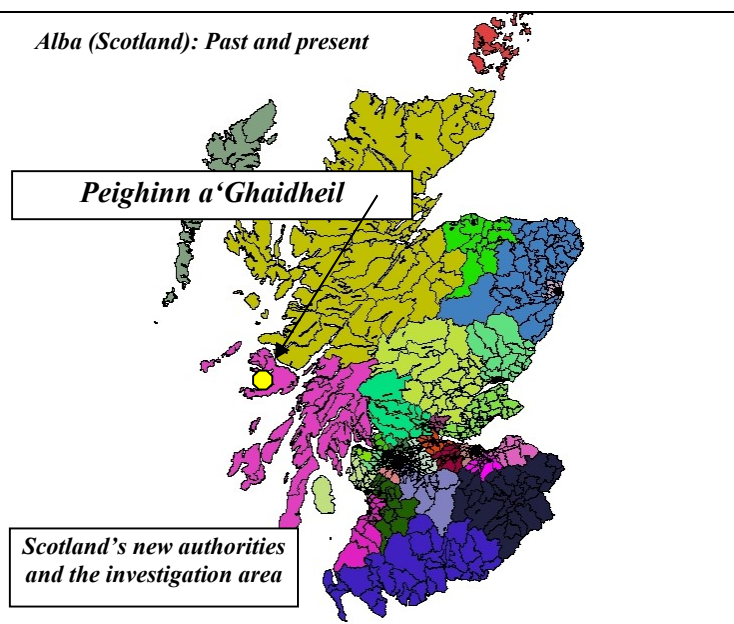 Alba (Scotland): Past and present
Peighinn a‘Ghaidheil
Scotland’s new authorities
and the investigation area